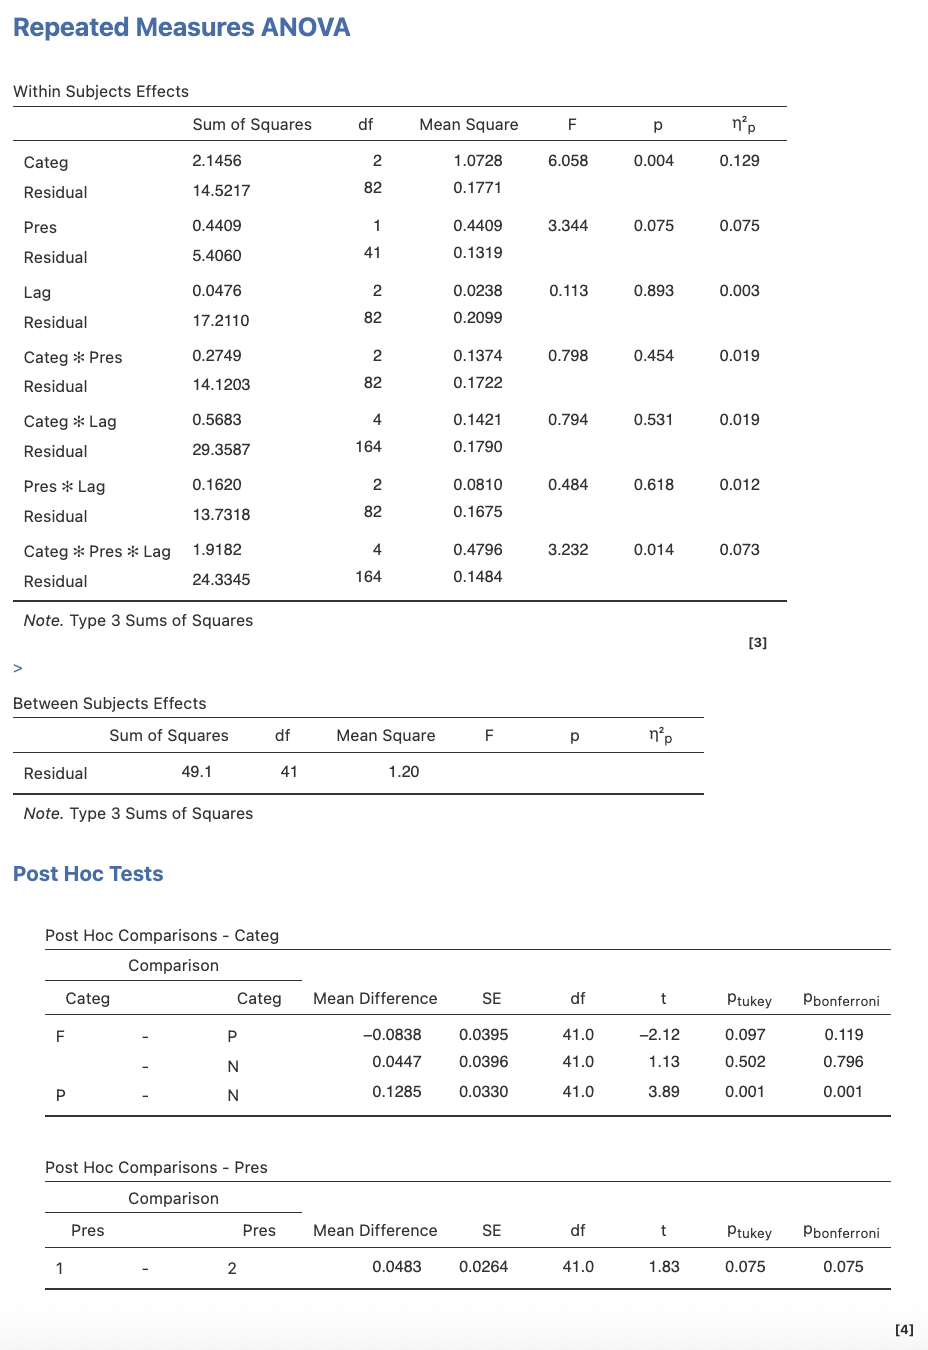 Repeated Measures ANOVA
Within Subjects Effects
Sum of Squares df Mean Square F p η²p
Categ 2.1456 2 1.0728 6.058 0.004 0.129
Residual 14.5217 82 0.1771
Pres 0.4409 1 0.4409 3.344 0.075 0.075
Residual 5.4060 41 0.1319
Lag 0.0476 2 0.0238 0.113 0.893 0.003
Residual 17.2110 82 0.2099
Categ ✻ Pres 0.2749 2 0.1374 0.798 0.454 0.019
Residual 14.1203 82 0.1722
Categ ✻ Lag 0.5683 4 0.1421 0.794 0.531 0.019
Residual 29.3587 164 0.1790
Pres ✻ Lag 0.1620 2 0.0810 0.484 0.618 0.012
Residual 13.7318 82 0.1675
Categ ✻ Pres ✻ Lag 1.9182 4 0.4796 3.232 0.014 0.073
Residual 24.3345 164 0.1484
Note. Type 3 Sums of Squares
[3]
>
Between Subjects Effects
Sum of Squares df Mean Square F p η²p
Residual 49.1 41 1.20
Note. Type 3 Sums of Squares
Post Hoc Tests
Post Hoc Comparisons - Categ
Comparison
Categ Categ Mean Difference SE df t ptukey pbonferroni
F - P −0.0838 0.0395 41.0 −2.12 0.097 0.119
- N 0.0447 0.0396 41.0 1.13 0.502 0.796
P - N 0.1285 0.0330 41.0 3.89 0.001 0.001
Post Hoc Comparisons - Pres
Comparison
Pres Pres Mean Difference SE df t ptukey pbonferroni
1 - 2 0.0483 0.0264 41.0 1.83 0.075 0.075
[4]